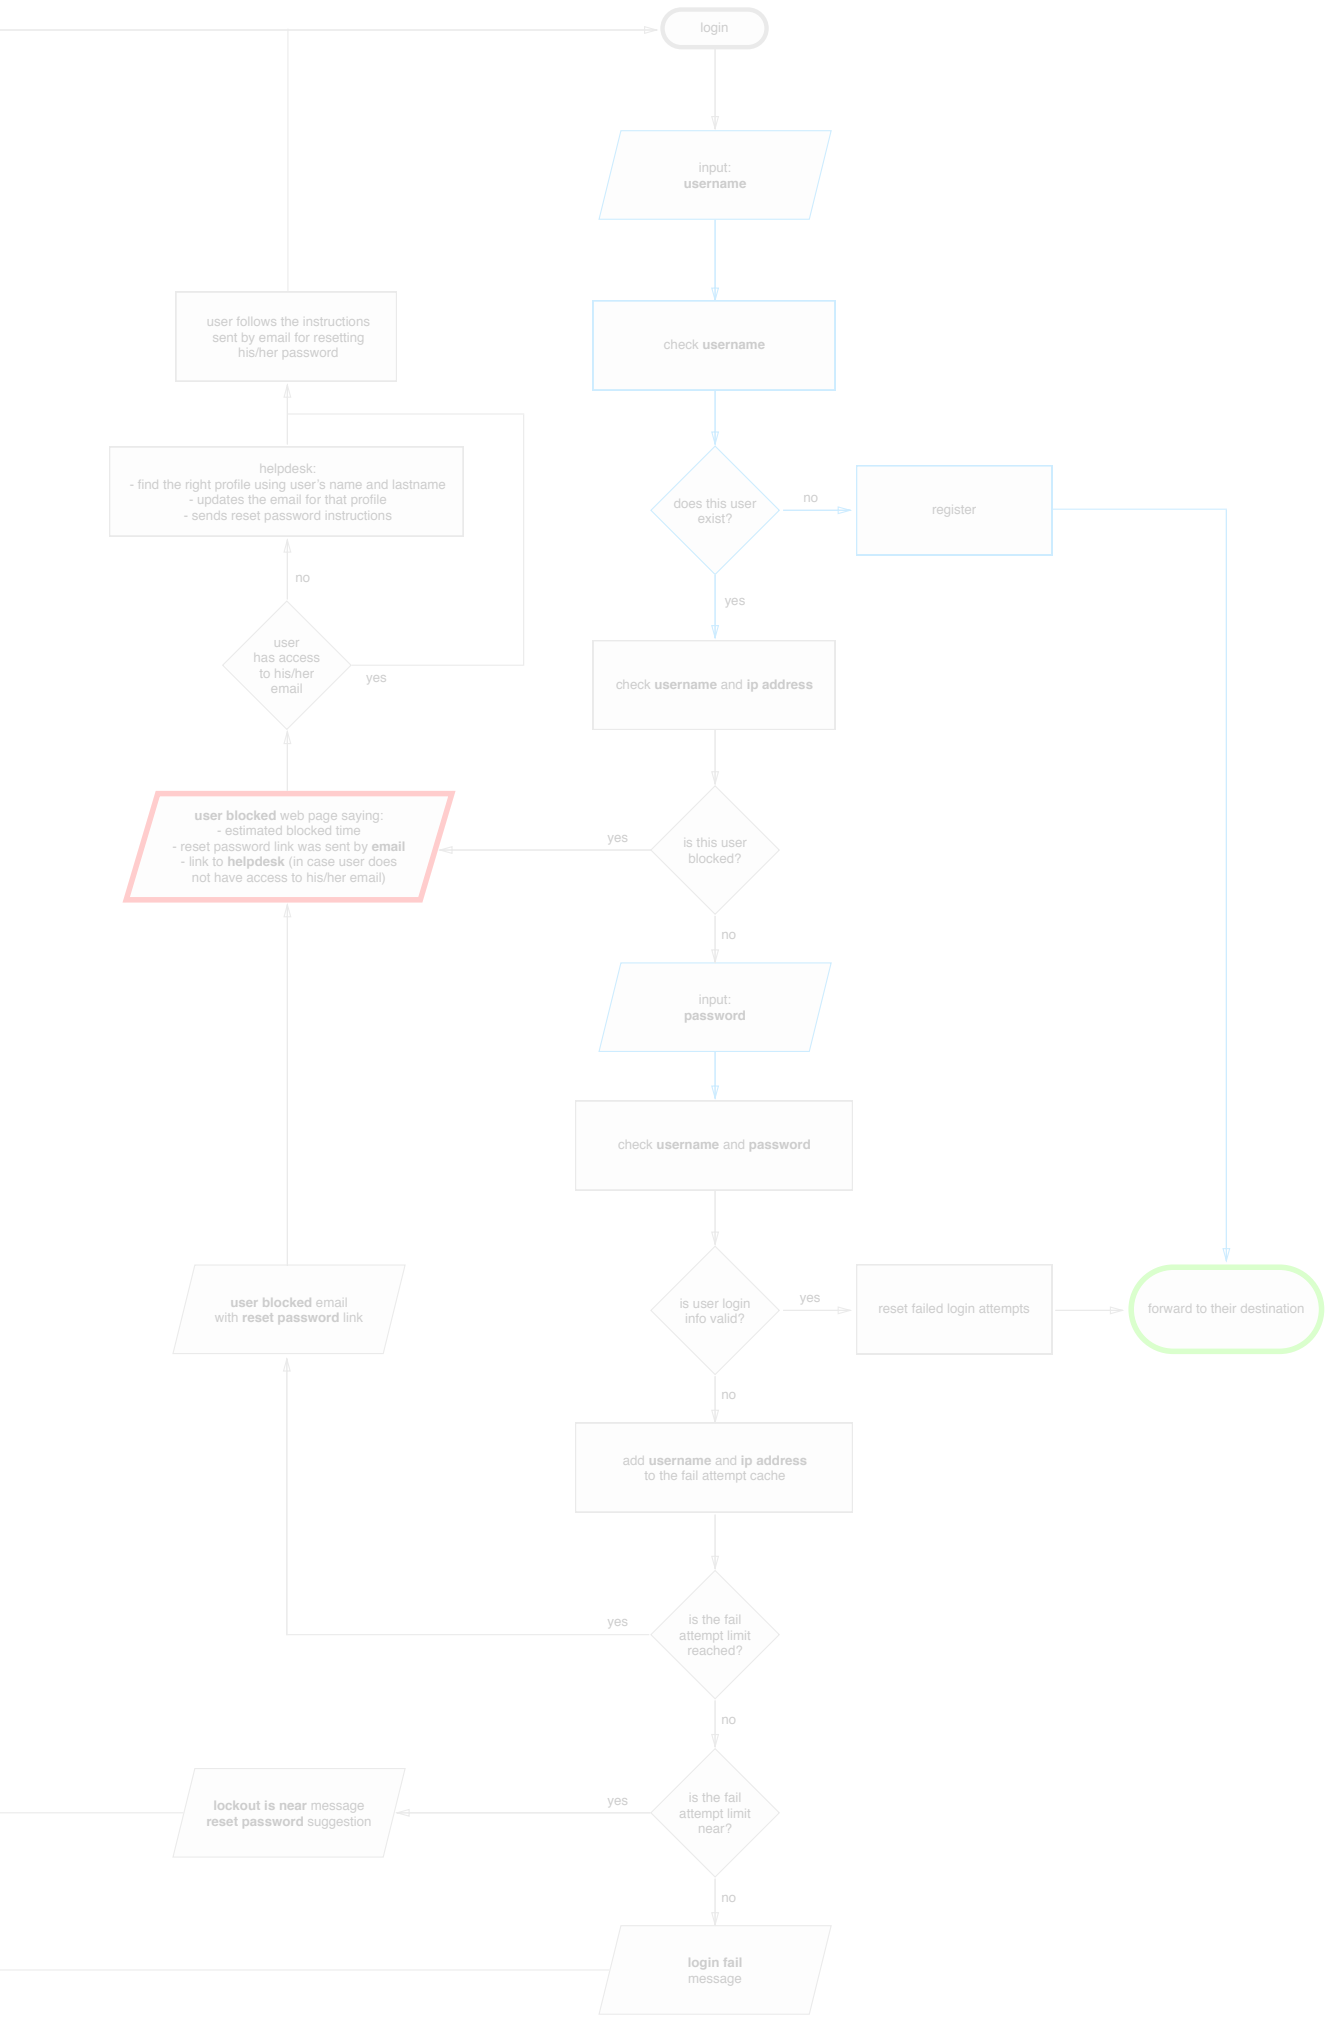 login
input:
username
user follows the instructions
sent by email for resetting
his/her password
check username
helpdesk:
- find the right profile using user's name and lastname
- updates the email for that profile
- sends reset password instructions
does this user
exist?
no
register
no
yes
user
has access
to his/her
email
yes
check username and ip address
user blocked web page saying:
- estimated blocked time
- reset password link was sent by email
- link to helpdesk (in case user does
not have access to his/her email)
yes
is this user
blocked?
no
input:
password
check username and password
user blocked email
with reset password link
is user login
info valid?
yes
reset failed login attempts
forward to their destination
no
add username and ip address
to the fail attempt cache
yes
is the fail
attempt limit
reached?
no
lockout is near message
reset password suggestion
yes
is the fail
attempt limit
near?
no
login fail
message